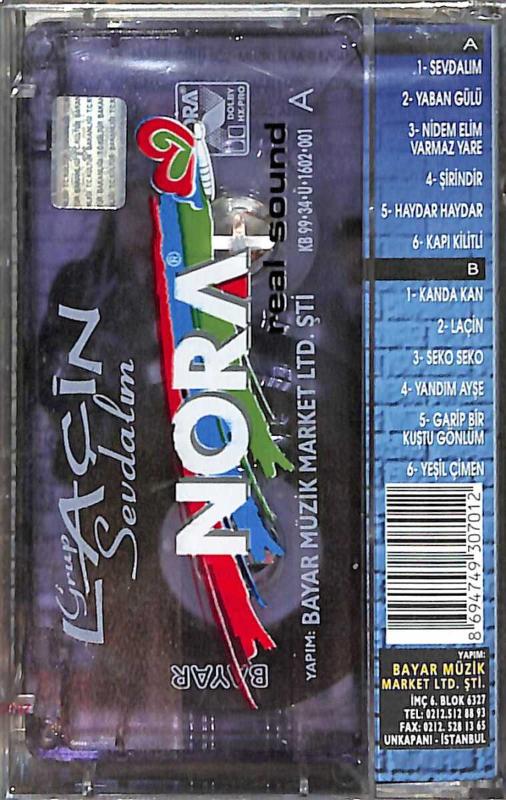 A
1- SEVDALIM
2- YABAN GÜLÜ
3- NİDEM ELİM
VARMAZ YARE
4- ŞİRİNDİR
5- HAYDAR HAYDAR
6- KAPI KİLİTLİ
B
1- KANDA KAN
2- LAÇİN
3- SEKO SEKO
4- YANDIM AYŞE
5- GARİP BİR
KUŞTU GÖNLÜM
6- YEŞİL ÇİMEN
8 694749 307012
YAPIM:
BAYAR MÜZİK
MARKET LTD. ŞTİ.
İMÇ 6. BLOK 6327
TEL: 0212.512 88 93
FAX: 0212. 528 13 65
UNKAPANI - İSTANBUL
Grup
LAÇİN
Sevdalım
NORA
®
real sound
DOLBY
HX-PRO
A
KB·99·34·Ü·1602·001
YAPIM: BAYAR MÜZİK MARKET LTD. ŞTİ
BAYAR